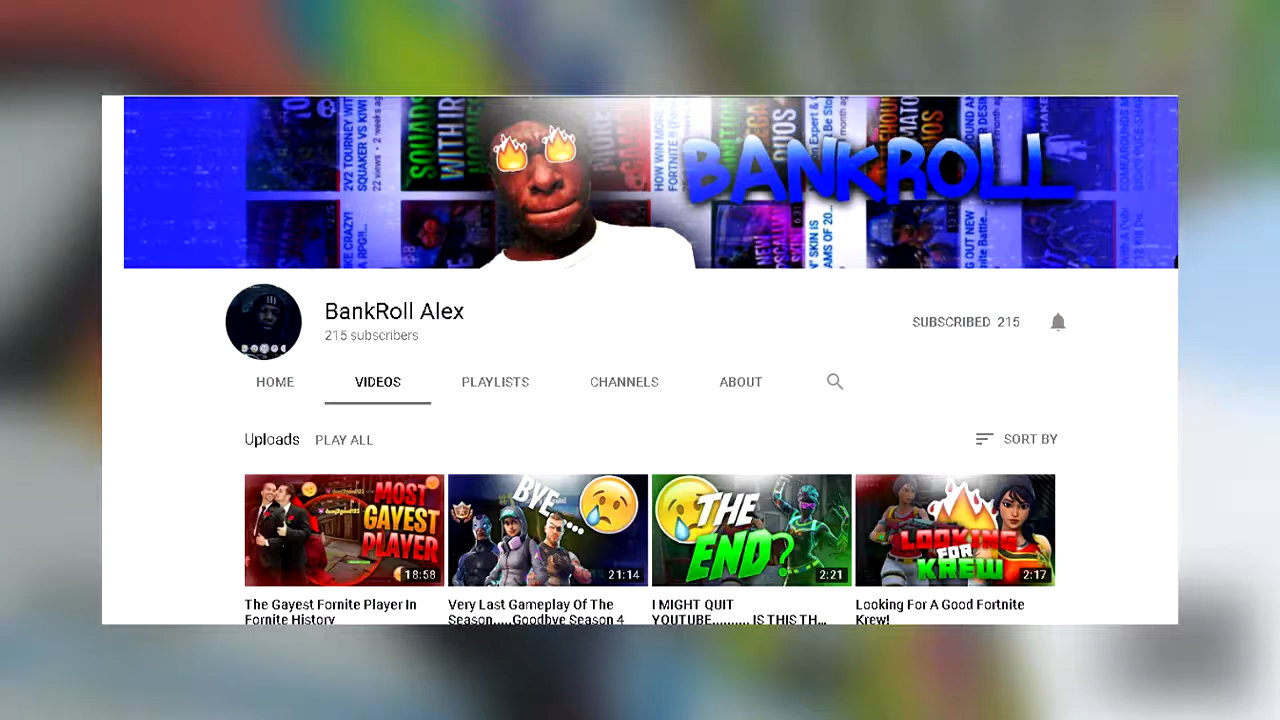 BANKROLL
BankRoll Alex
215 subscribers
SUBSCRIBED 215
HOME VIDEOS PLAYLISTS CHANNELS ABOUT
Uploads PLAY ALL
SORT BY
MOST
GAYEST
PLAYER
18:58
BYE....
21:14
THE
END?
2:21
LOOKING
FOR
KREW
2:17
The Gayest Fornite Player In
Fornite History
Very Last Gameplay Of The
Season.....Goodbye Season 4
I MIGHT QUIT
YOUTUBE.......... IS THIS TH...
Looking For A Good Fortnite
Krew!